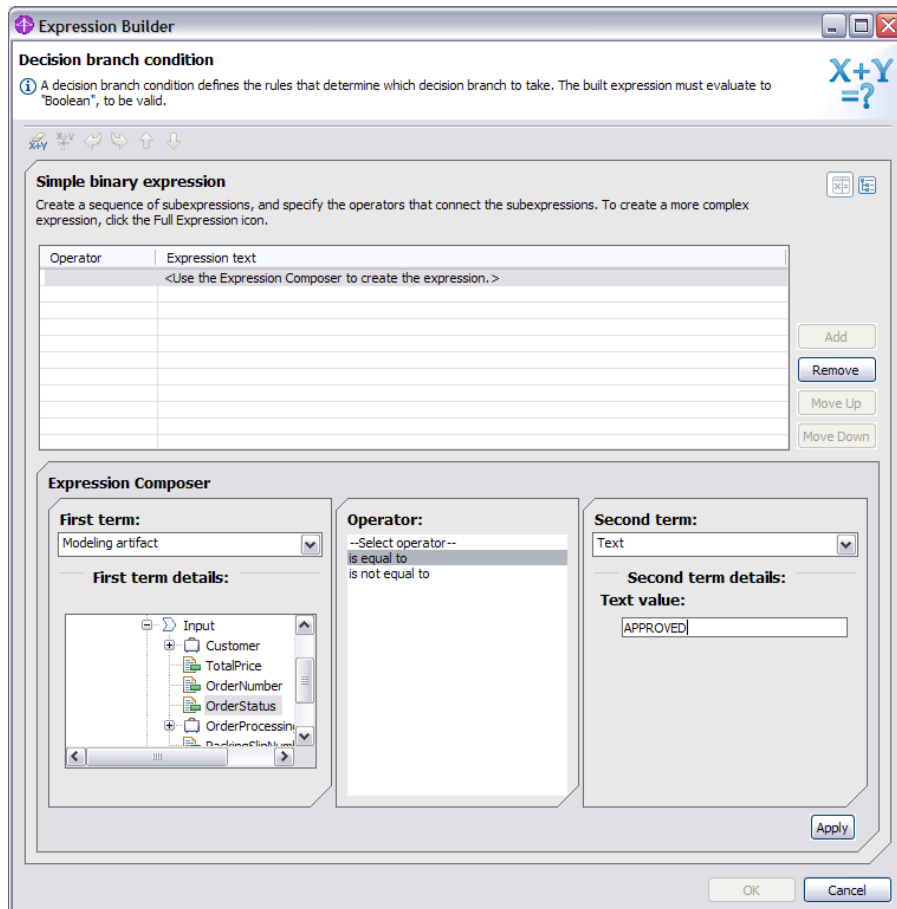 Expression Builder
Decision branch condition
A decision branch condition defines the rules that determine which decision branch to take. The built expression must evaluate to
"Boolean", to be valid.
X+Y
=?
X+Y
X+Y
Simple binary expression
Create a sequence of subexpressions, and specify the operators that connect the subexpressions. To create a more complex
expression, click the Full Expression icon.
Operator
Expression text
<Use the Expression Composer to create the expression.>
Add
Remove
Move Up
Move Down
Expression Composer
First term:
Modeling artifact
First term details:
Input
Customer
TotalPrice
OrderNumber
OrderStatus
OrderProcessin
Operator:
--Select operator--
is equal to
is not equal to
Second term:
Text
Second term details:
Text value:
APPROVED
Apply
OK
Cancel